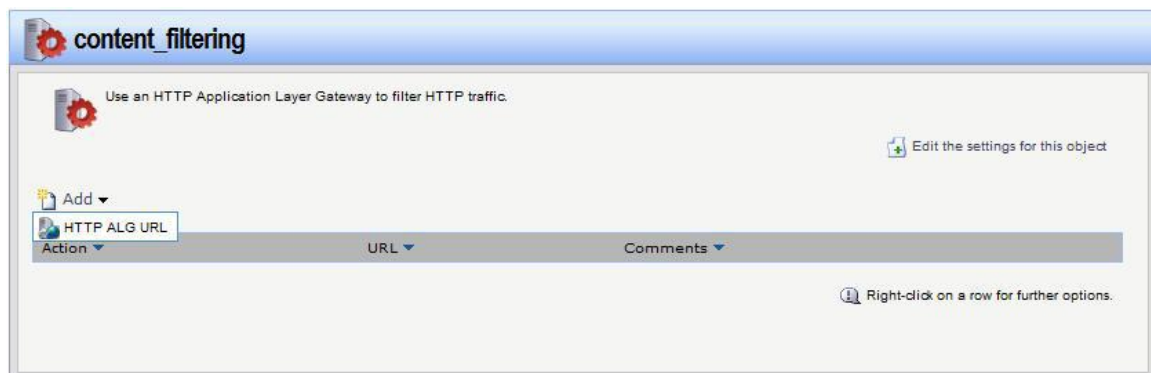 content_filtering
Use an HTTP Application Layer Gateway to filter HTTP traffic.
Edit the settings for this object
Add
HTTP ALG URL
Action URL Comments
Right-click on a row for further options.